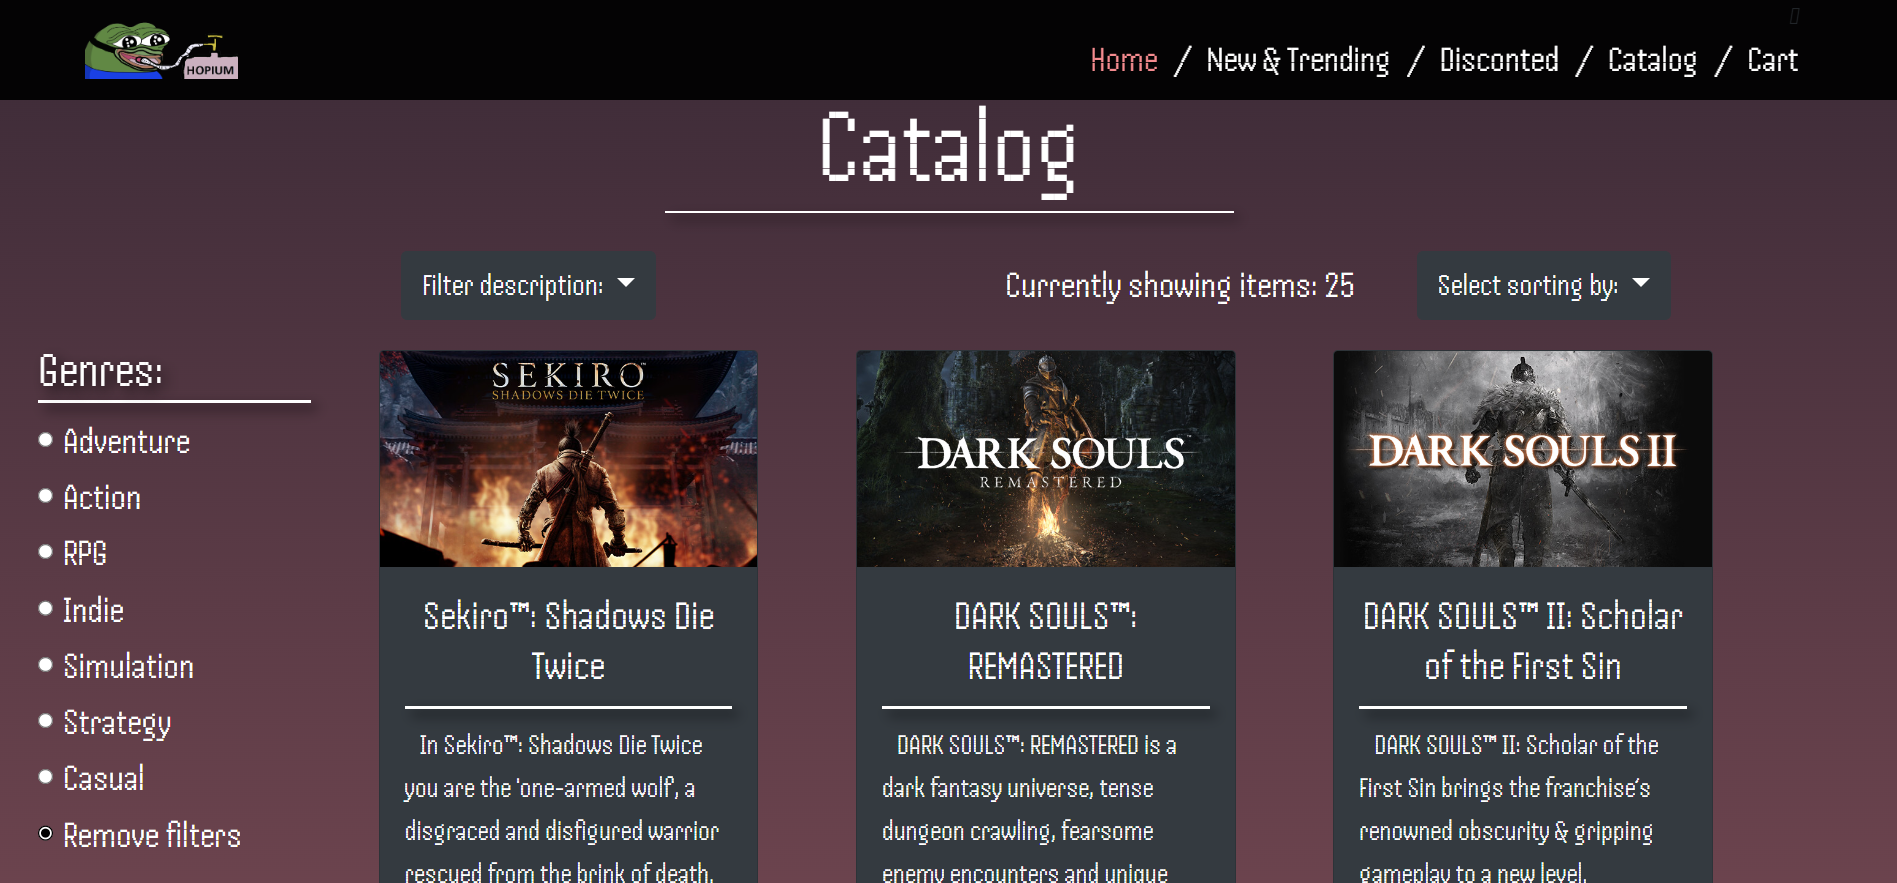 HOPIUM
Home / New & Trending / Disconted / Catalog / Cart
Catalog
Filter description:
Currently showing items: 25
Select sorting by:
Genres:
Adventure
Action
RPG
Indie
Simulation
Strategy
Casual
Remove filters
SEKIRO™
SHADOWS DIE TWICE
Sekiro™: Shadows Die
Twice
In Sekiro™: Shadows Die Twice
you are the 'one-armed wolf', a
disgraced and disfigured warrior
rescued from the brink of death.
DARK SOULS™
REMASTERED
DARK SOULS™:
REMASTERED
DARK SOULS™: REMASTERED is a
dark fantasy universe, tense
dungeon crawling, fearsome
enemy encounters and unique
DARK SOULS II
DARK SOULS™ II: Scholar
of the First Sin
DARK SOULS™ II: Scholar of the
First Sin brings the franchise's
renowned obscurity & gripping
gameplay to a new level.